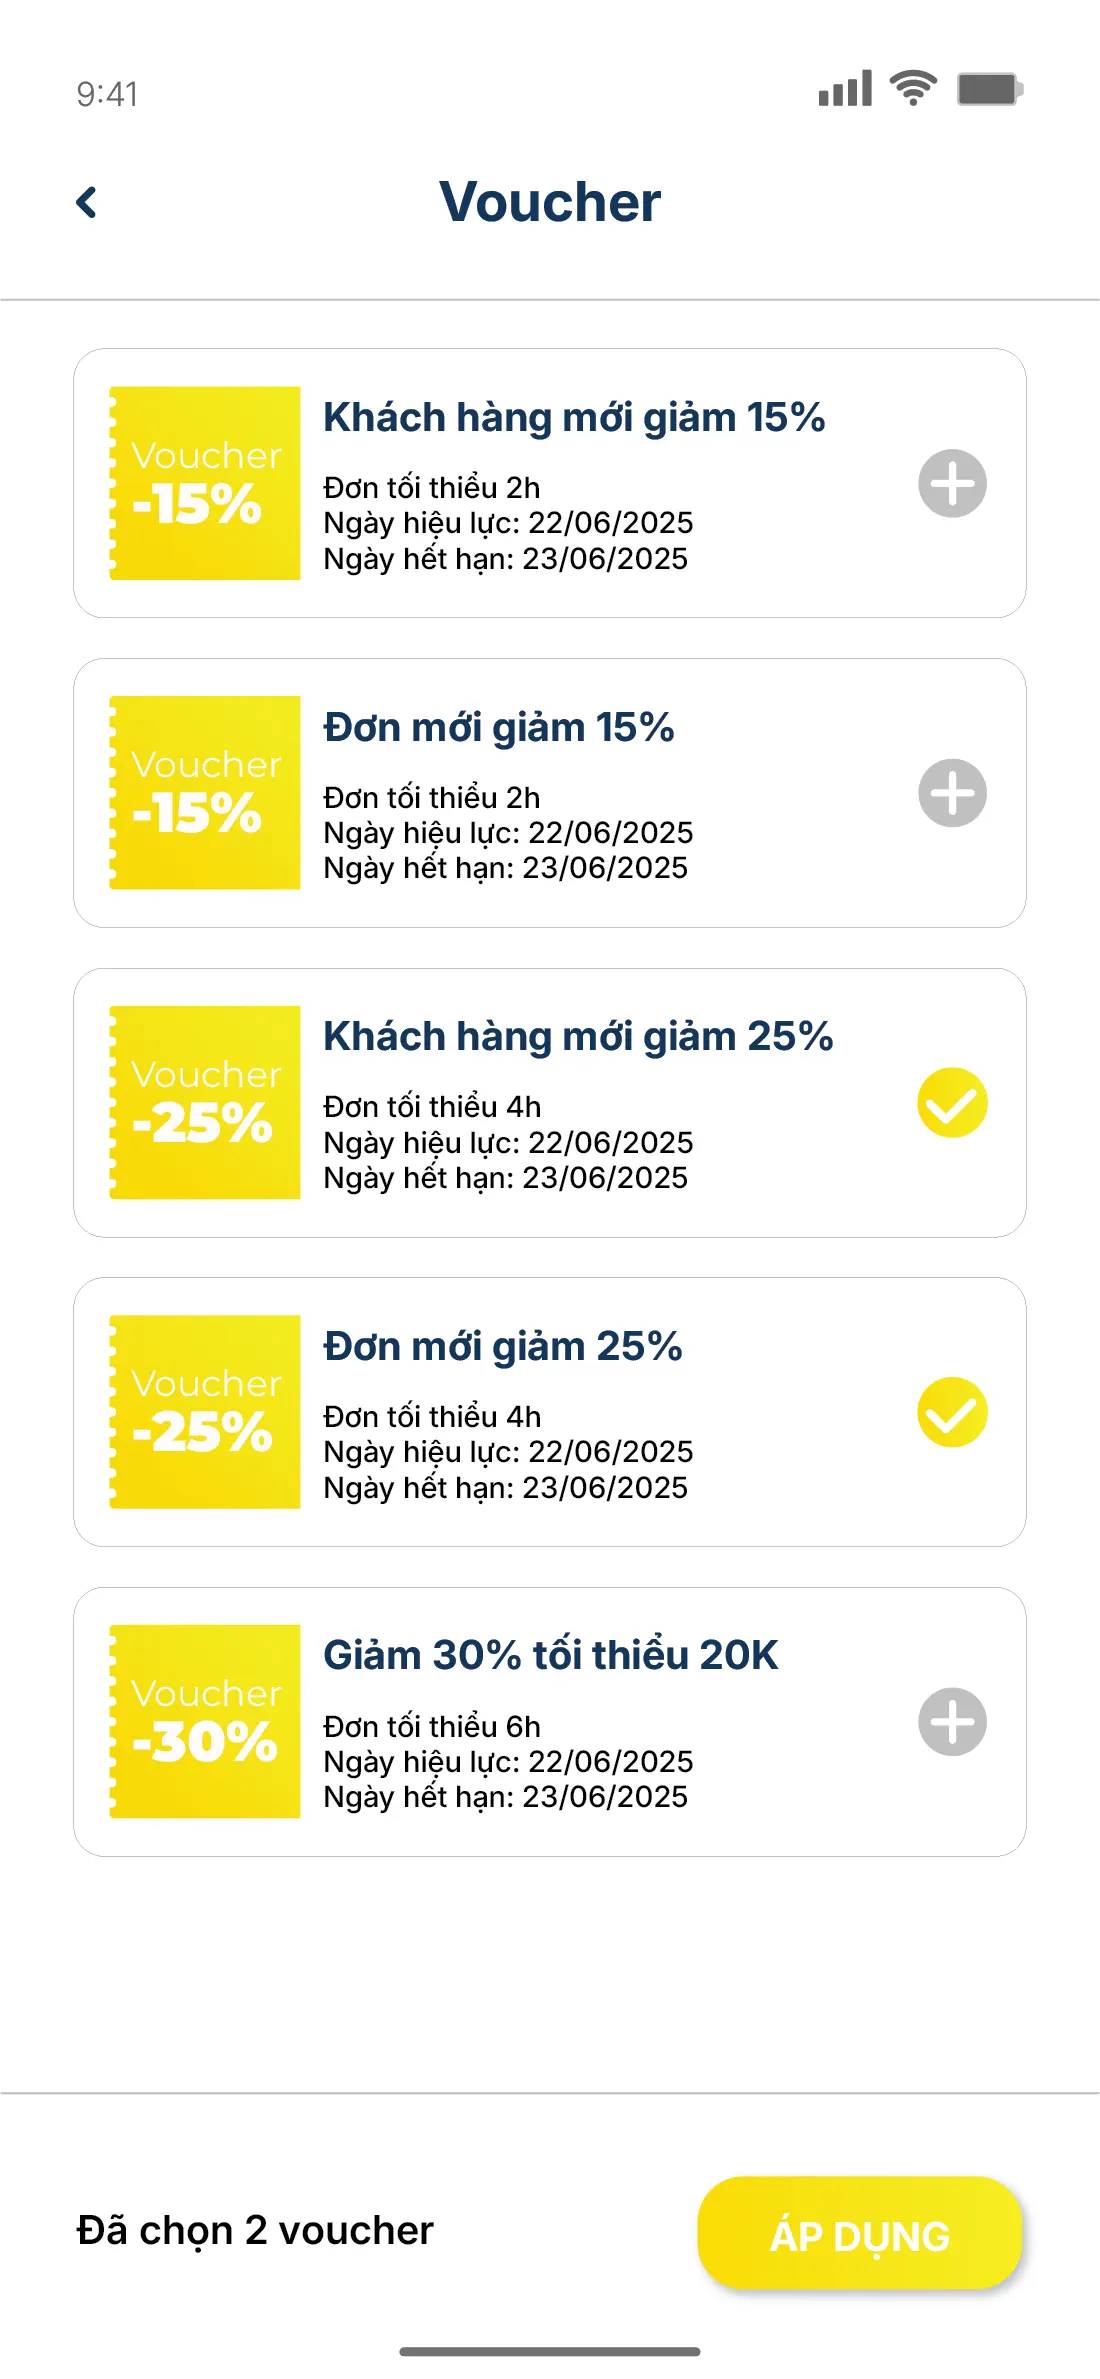 9:41
Voucher
Voucher
-15%
Khách hàng mới giảm 15%
Đơn tối thiểu 2h
Ngày hiệu lực: 22/06/2025
Ngày hết hạn: 23/06/2025
Voucher
-15%
Đơn mới giảm 15%
Đơn tối thiểu 2h
Ngày hiệu lực: 22/06/2025
Ngày hết hạn: 23/06/2025
Voucher
-25%
Khách hàng mới giảm 25%
Đơn tối thiểu 4h
Ngày hiệu lực: 22/06/2025
Ngày hết hạn: 23/06/2025
Voucher
-25%
Đơn mới giảm 25%
Đơn tối thiểu 4h
Ngày hiệu lực: 22/06/2025
Ngày hết hạn: 23/06/2025
Voucher
-30%
Giảm 30% tối thiểu 20K
Đơn tối thiểu 6h
Ngày hiệu lực: 22/06/2025
Ngày hết hạn: 23/06/2025
Đã chọn 2 voucher
ÁP DỤNG